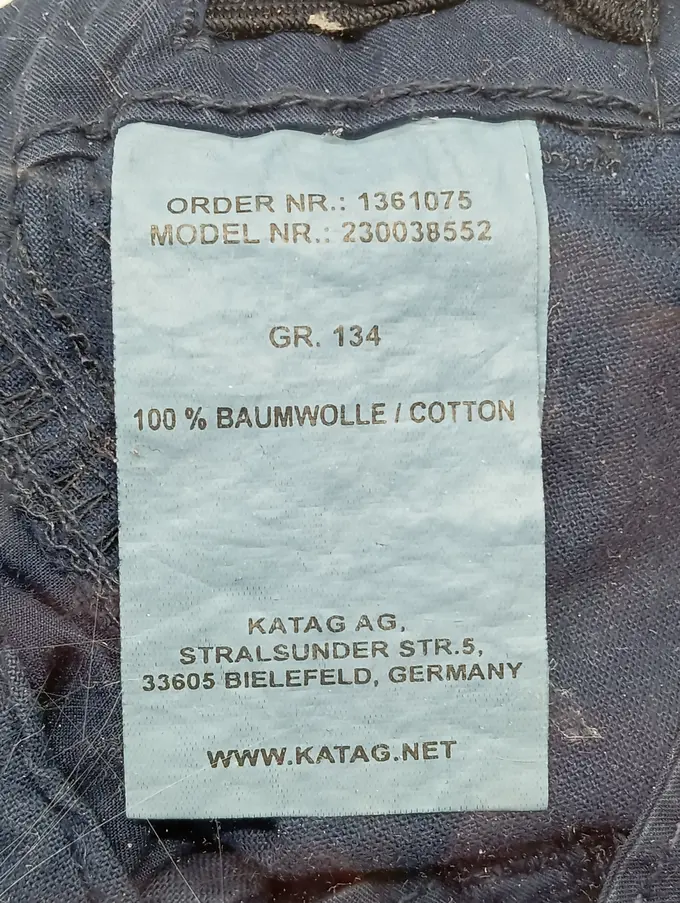 ORDER NR.: 1361075
MODEL NR.: 230038552
GR. 134
100 % BAUMWOLLE / COTTON
KATAG AG,
STRALSUNDER STR.5,
33605 BIELEFELD, GERMANY
WWW.KATAG.NET